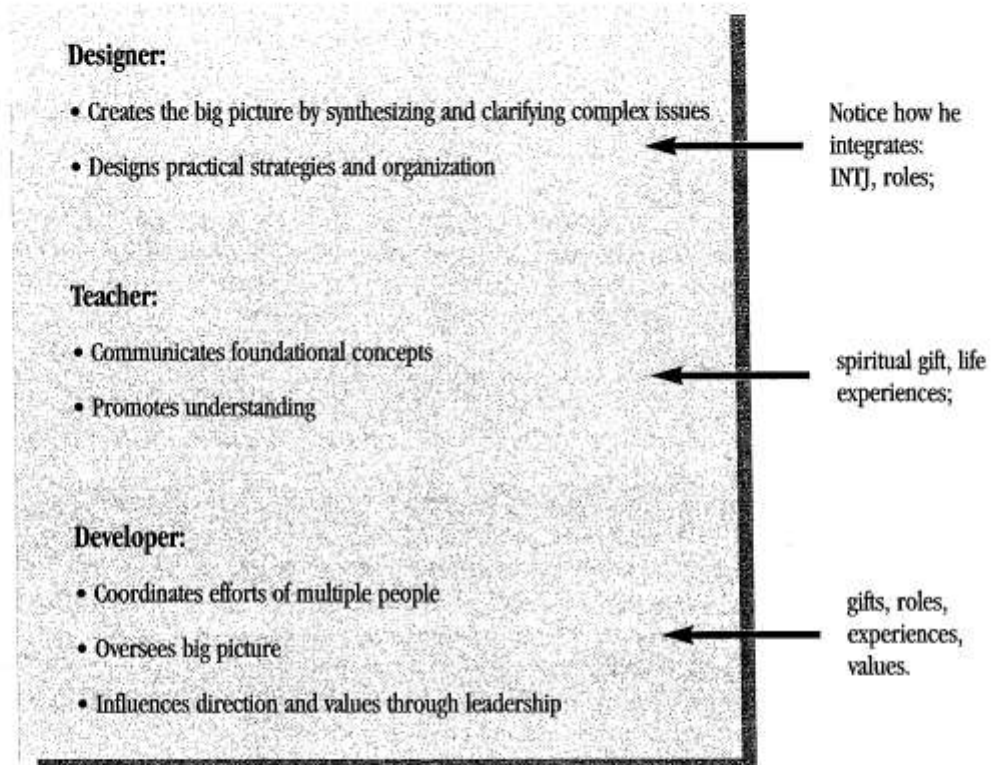 Designer:
• Creates the big picture by synthesizing and clarifying complex issues
• Designs practical strategies and organization
Notice how he
integrates:
INTJ, roles;
Teacher:
• Communicates foundational concepts
• Promotes understanding
spiritual gift, life
experiences;
Developer:
• Coordinates efforts of multiple people
• Oversees big picture
• Influences direction and values through leadership
gifts, roles,
experiences,
values.